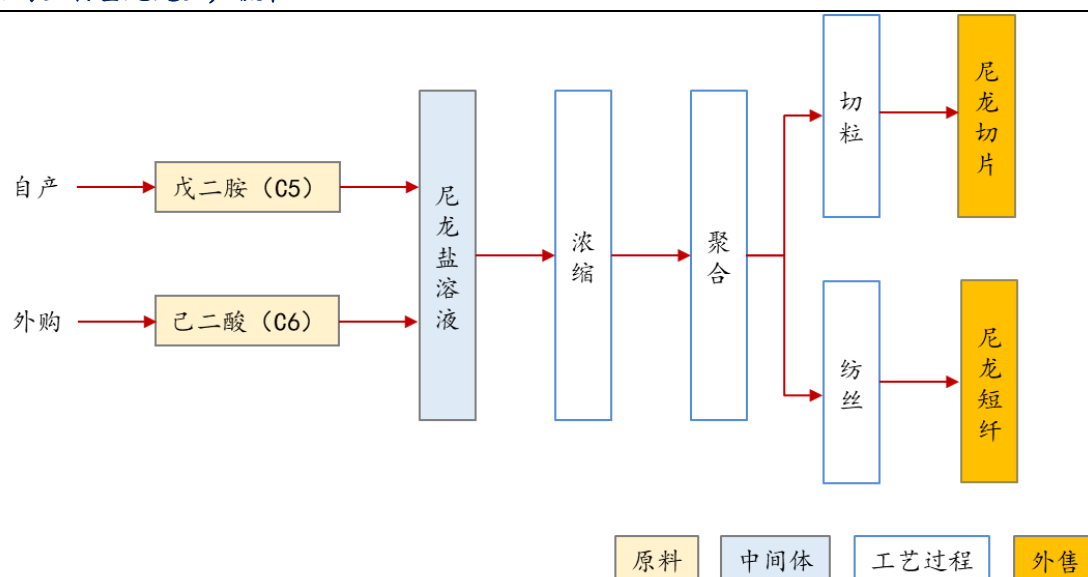 自产
戊二胺（C5）
外购
己二酸（C6）
尼龙盐溶液
浓缩
聚合
切粒
尼龙切片
纺丝
尼龙短纤
原料
中间体
工艺过程
外售